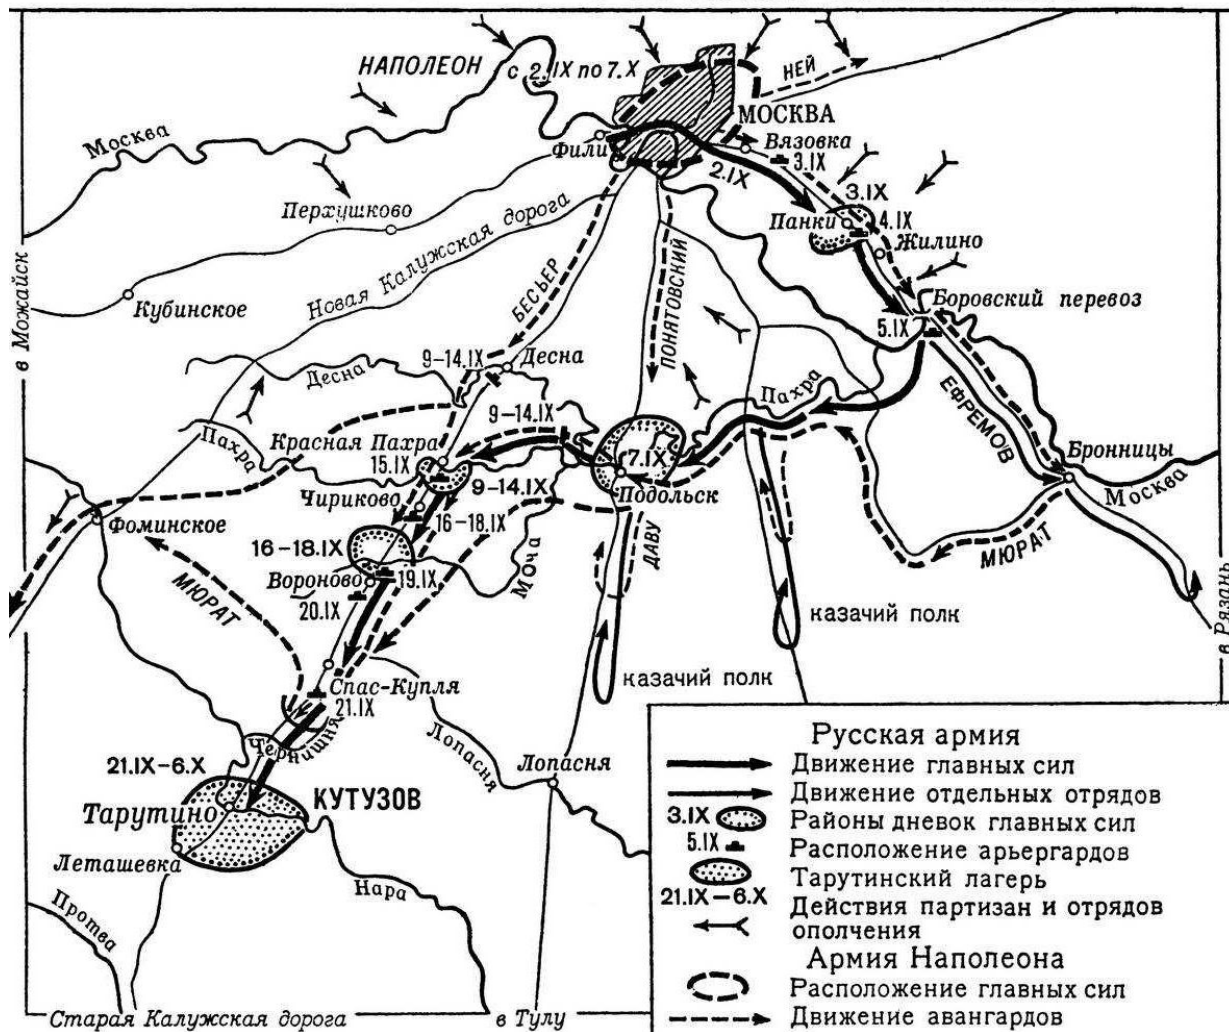 НАПОЛЕОН
с 2.IX по 7.X
НЕЙ
МОСКВА
Москва
Фили
Вязовка
3.IX
2.IX
3.IX
Перхушково
Панки
4.IX
Жилино
Новая Калужская дорога
в Можайск
Кубинское
БЕСЬЕР
ПОНЯТОВСКИЙ
Боровский перевоз
5.IX
9-14.IX
Десна
Десна
Пахра
9-14.IX
ЕФРЕМОВ
Пахра
Красная Пахра
15.IX
7.IX
Бронницы
Москва
Чириково
9-14.IX
Подольск
16-18.IX
Фоминское
16-18.IX
Моча
ДАВУ
МЮРАТ
Вороново
19.IX
20.IX
МЮРАТ
казачий полк
в Рязань
казачий полк
Спас-Купля
21.IX
Чернишня
Лопасня
Лопасня
21.IX-6.X
Тарутино
КУТУЗОВ
Леташевка
Нара
Протва
Старая Калужская дорога
в Тулу
Русская армия
Движение главных сил
Движение отдельных отрядов
3.IX Районы дневок главных сил
5.IX Расположение арьергардов
Тарутинский лагерь
21.IX-6.X
Действия партизан и отрядов
ополчения
Армия Наполеона
Расположение главных сил
Движение авангардов